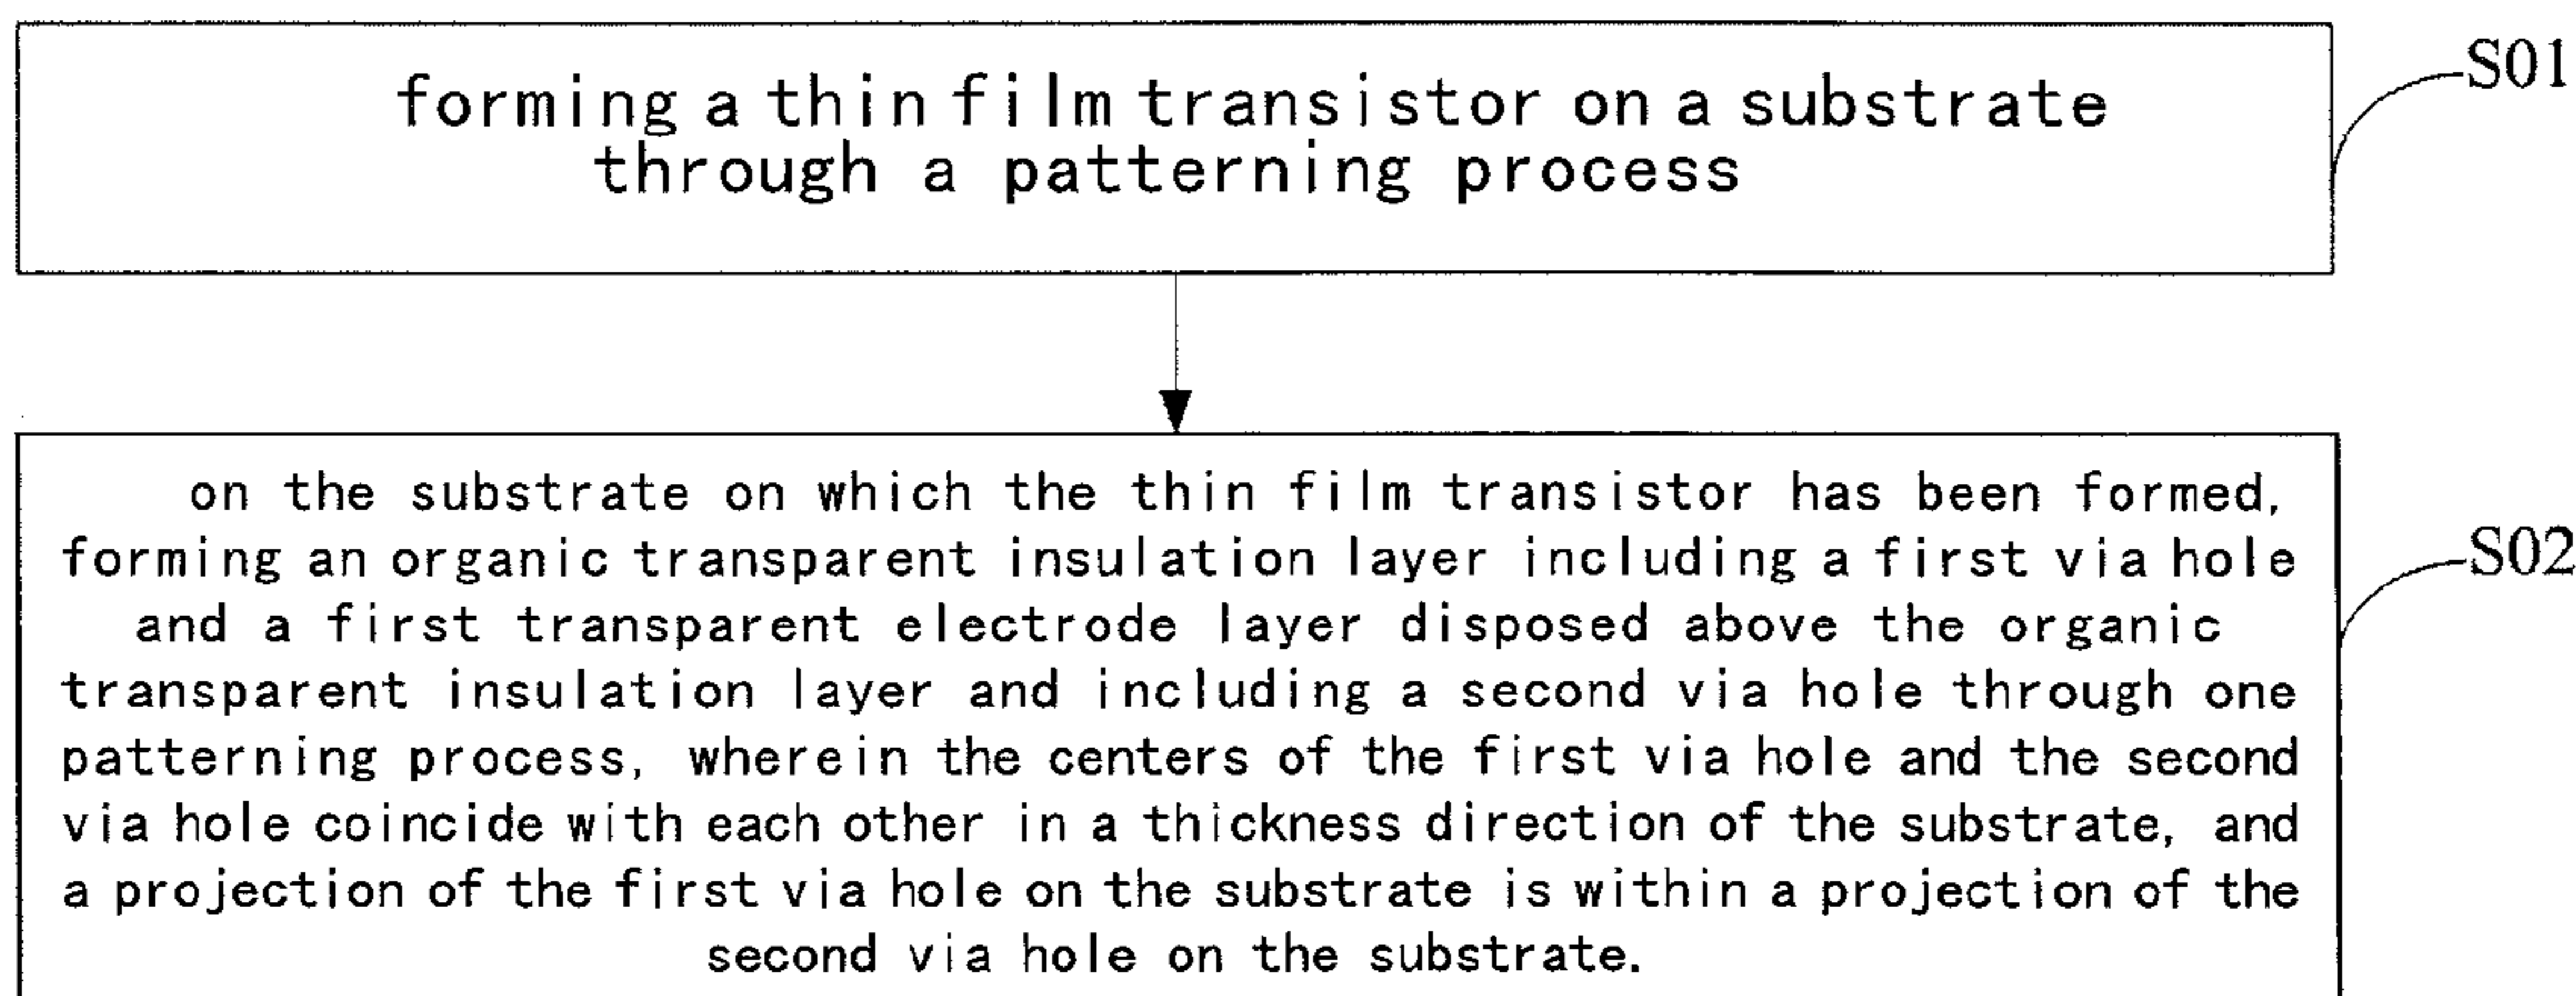 forming a thin film transistor on a substrate
through a patterning process
S01
on the substrate on which the thin film transistor has been formed,
forming an organic transparent insulation layer including a first via hole
and a first transparent electrode layer disposed above the organic
transparent insulation layer and including a second via hole through one
patterning process, wherein the centers of the first via hole and the second
via hole coincide with each other in a thickness direction of the substrate, and
a projection of the first via hole on the substrate is within a projection of the
second via hole on the substrate.
S02